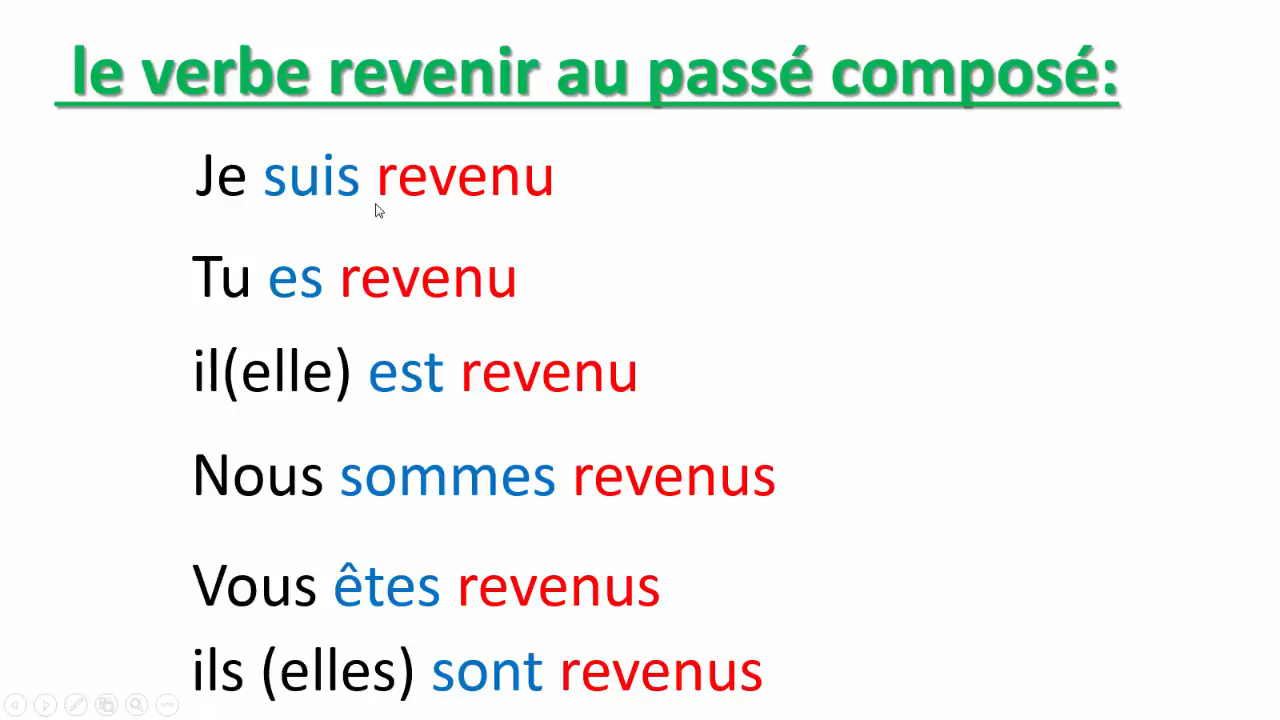 le verbe revenir au passé composé:
Je suis revenu
Tu es revenu
il(elle) est revenu
Nous sommes revenus
Vous êtes revenus
ils (elles) sont revenus